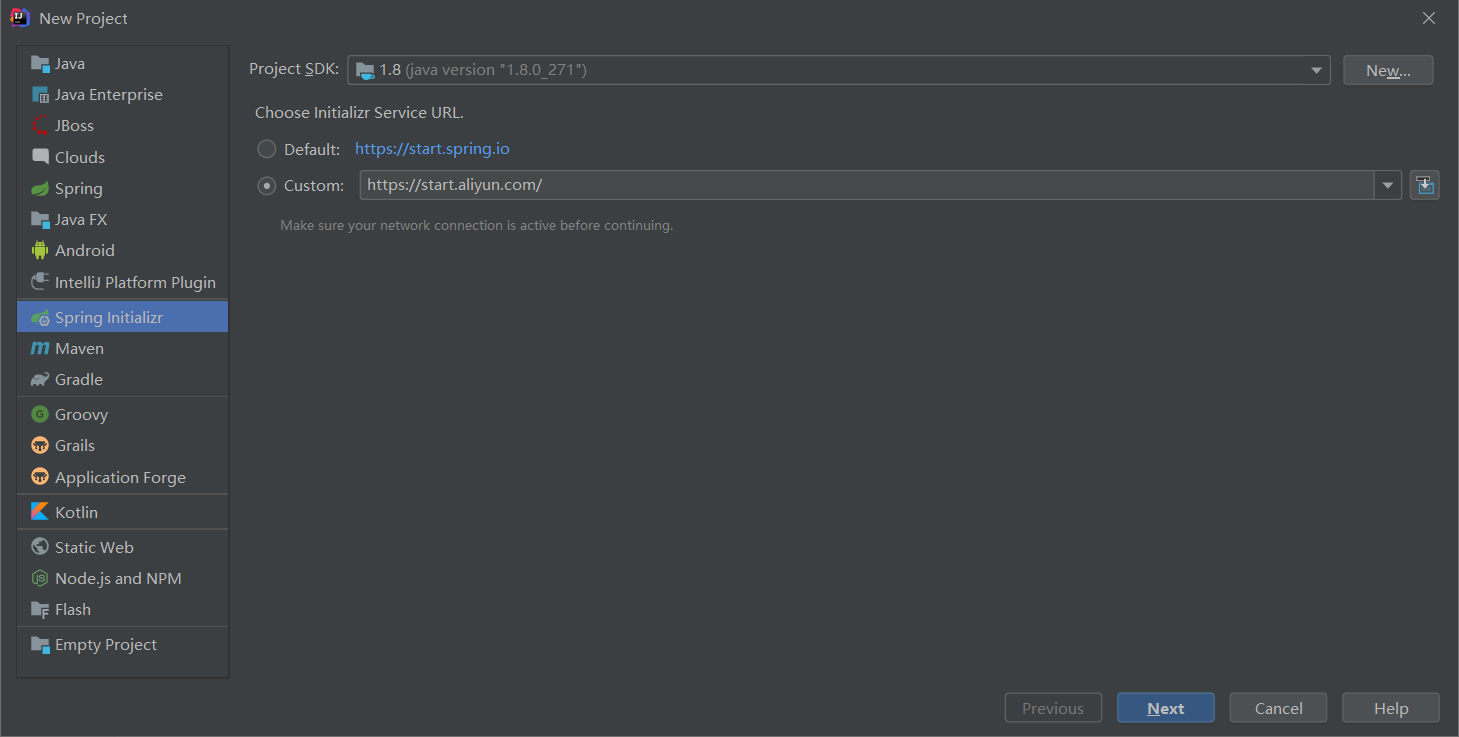 New Project
Java
Java Enterprise
JBoss
Clouds
Spring
Java FX
Android
IntelliJ Platform Plugin
Spring Initializr
Maven
Gradle
Groovy
Grails
Application Forge
Kotlin
Static Web
Node.js and NPM
Flash
Empty Project
Project SDK: 1.8 (java version "1.8.0_271") New...
Choose Initializr Service URL.
Default: https://start.spring.io
Custom: https://start.aliyun.com/
Make sure your network connection is active before continuing.
Previous Next Cancel Help